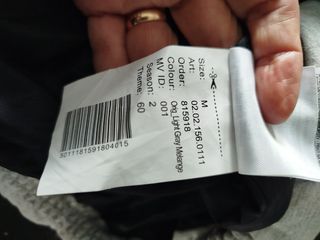 Size: M
Art: 02.02.156.0111
Order: 815918
Colour: Org. Light Gray Melange
MV ID: 001
Season: 2
Theme: 60
5011181591804015